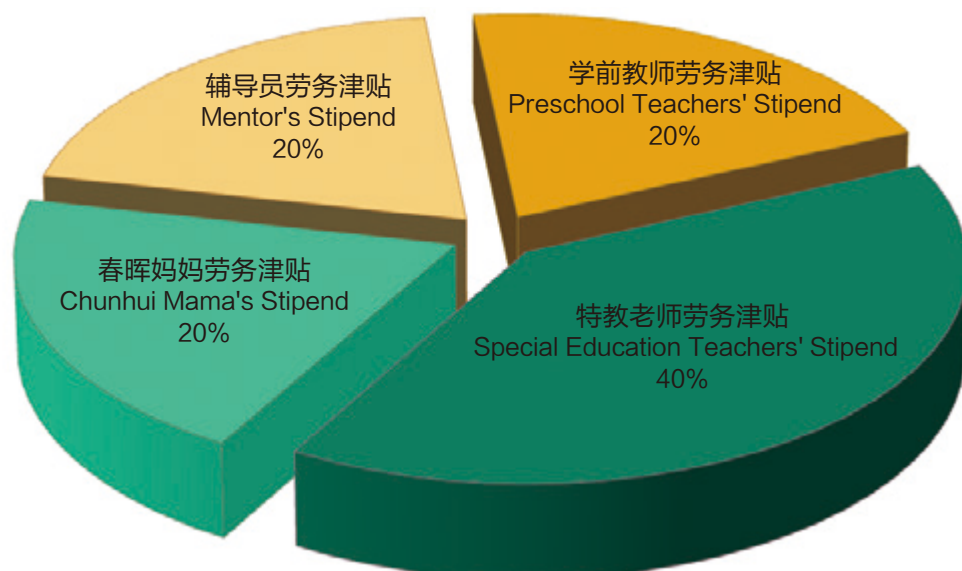 辅导员劳务津贴
Mentor's Stipend
20%
学前教师劳务津贴
Preschool Teachers' Stipend
20%
春晖妈妈劳务津贴
Chunhui Mama's Stipend
20%
特教老师劳务津贴
Special Education Teachers' Stipend
40%